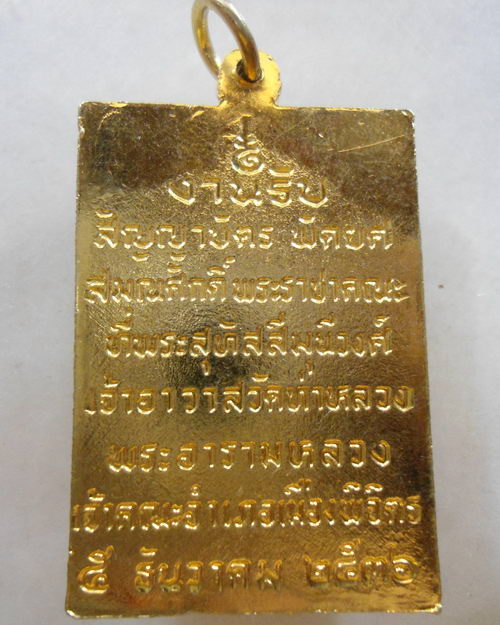 งานรับ
สัญญาบัตร พัดยศ
สมณศักดิ์ พระราชาคณะ
ที่พระสุทัสสีมุนีวงศ์
เจ้าอาวาสวัดท่าหลวง
พระอารามหลวง
เจ้าคณะอำเภอเมืองพิจิตร
๕ ธันวาคม ๒๕๓๖